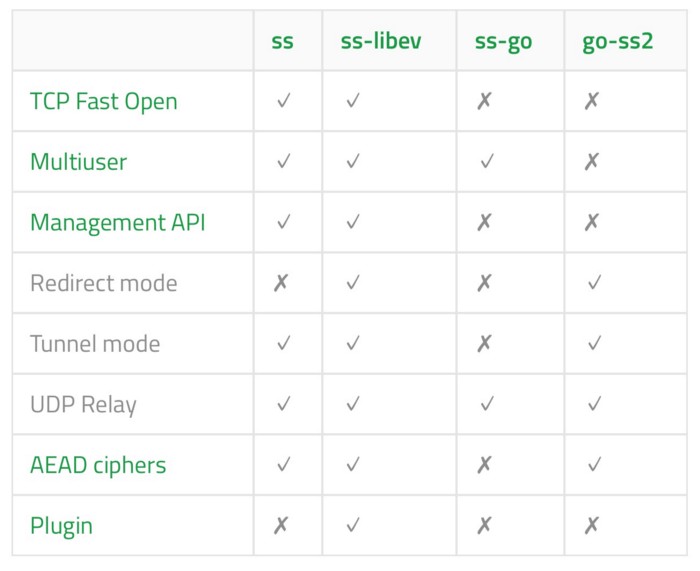 ss ss-libev ss-go go-ss2
TCP Fast Open ✓ ✓ ✗ ✗
Multiuser ✓ ✓ ✓ ✗
Management API ✓ ✓ ✗ ✗
Redirect mode ✗ ✓ ✗ ✓
Tunnel mode ✓ ✓ ✗ ✓
UDP Relay ✓ ✓ ✓ ✓
AEAD ciphers ✓ ✓ ✗ ✓
Plugin ✗ ✓ ✗ ✗